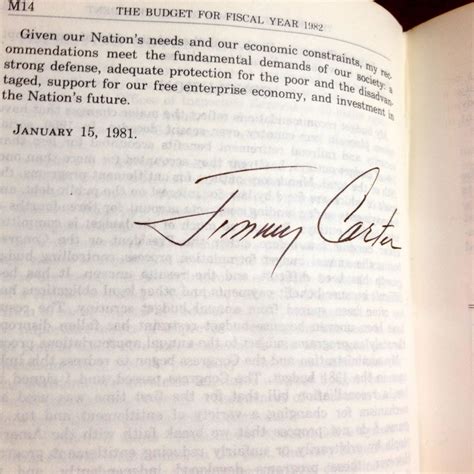 M14 THE BUDGET FOR FISCAL YEAR 1982
Given our Nation's needs and our economic constraints, my rec-
ommendations meet the fundamental demands of our society: a
strong defense, adequate protection for the poor and the disadvan-
taged, support for our free enterprise economy, and investment in
the Nation's future.
JANUARY 15, 1981.
Jimmy Carter